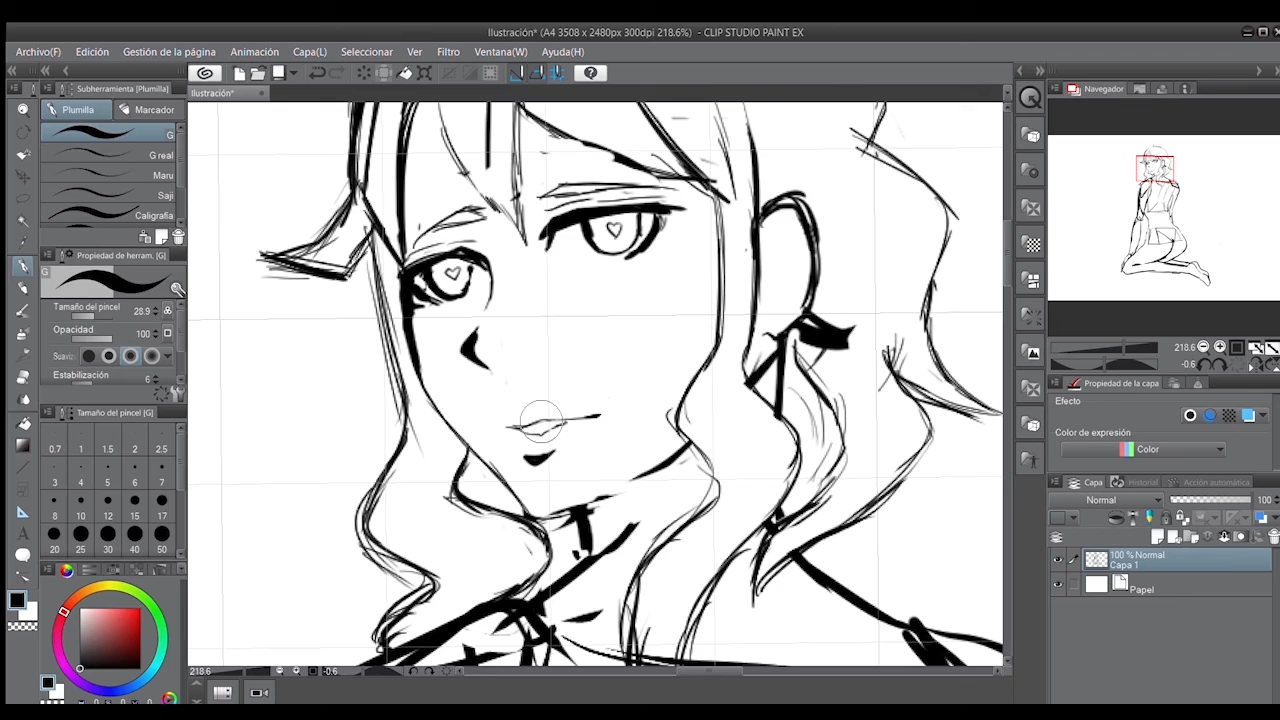 Ilustración* (A4 3508 x 2480px 300dpi 218.6%) - CLIP STUDIO PAINT EX
Archivo(F) Edición Gestión de la página Animación Capa(L) Seleccionar Ver Filtro Ventana(W) Ayuda(H)
Subherramienta [Plumilla]
Ilustración*
Navegador
Plumilla Marcador
G
G real
Maru
Saji
Caligrafia
Propiedad de herram. [G]
G
Tamaño del pincel 28.9
Opacidad 100
Suaviz
Estabilización 6
Tamaño del pincel [G]
0.7 1 1.5 2 2.5
3 4 5 6 7
8 10 12 15 17
20 25 30 40 50
218.6
-0.6
Propiedad de la capa
Efecto
Color de expresión
Color
Capa Historial Acción automática
Normal 100
100 % Normal
Capa 1
Papel
218.6 -0.6